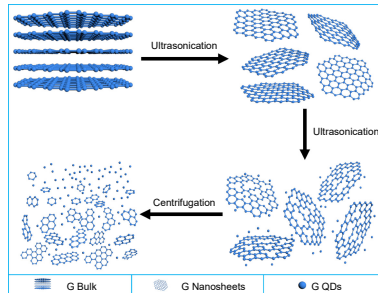 Ultrasonication
Ultrasonication
Centrifugation
G Bulk
G Nanosheets
G QDs